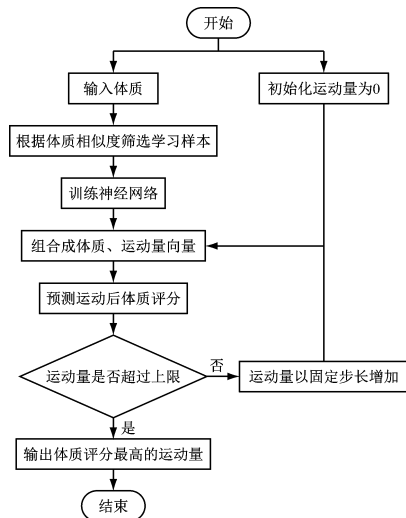 开始
输入体质
初始化运动量为0
根据体质相似度筛选学习样本
训练神经网络
组合成体质、运动量向量
预测运动后体质评分
运动量是否超过上限
否
运动量以固定步长增加
是
输出体质评分最高的运动量
结束